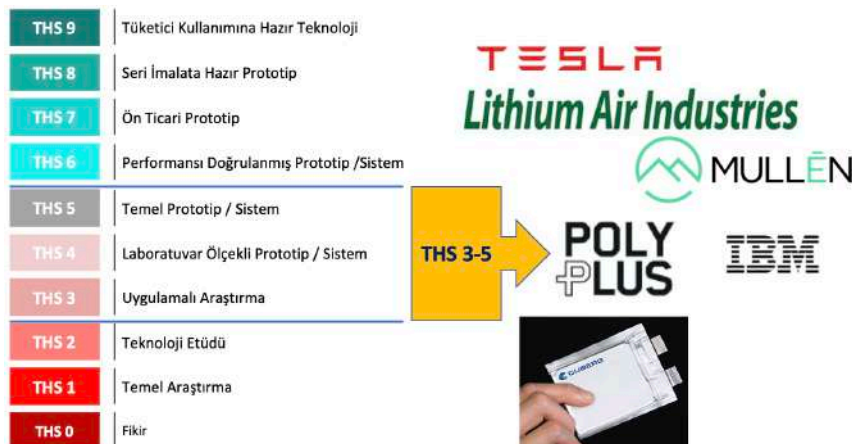 THS 9 Tüketici Kullanımına Hazır Teknoloji
THS 8 Seri İmalata Hazır Prototip
THS 7 Ön Ticari Prototip
THS 6 Performansı Doğrulanmış Prototip /Sistem
THS 5 Temel Prototip / Sistem
THS 4 Laboratuvar Ölçekli Prototip / Sistem
THS 3 Uygulamalı Araştırma
THS 2 Teknoloji Etüdü
THS 1 Temel Araştırma
THS 0 Fikir
THS 3-5
TESLA
Lithium Air Industries
MULLĒN
POLY
PLUS
IBM
CUBERG